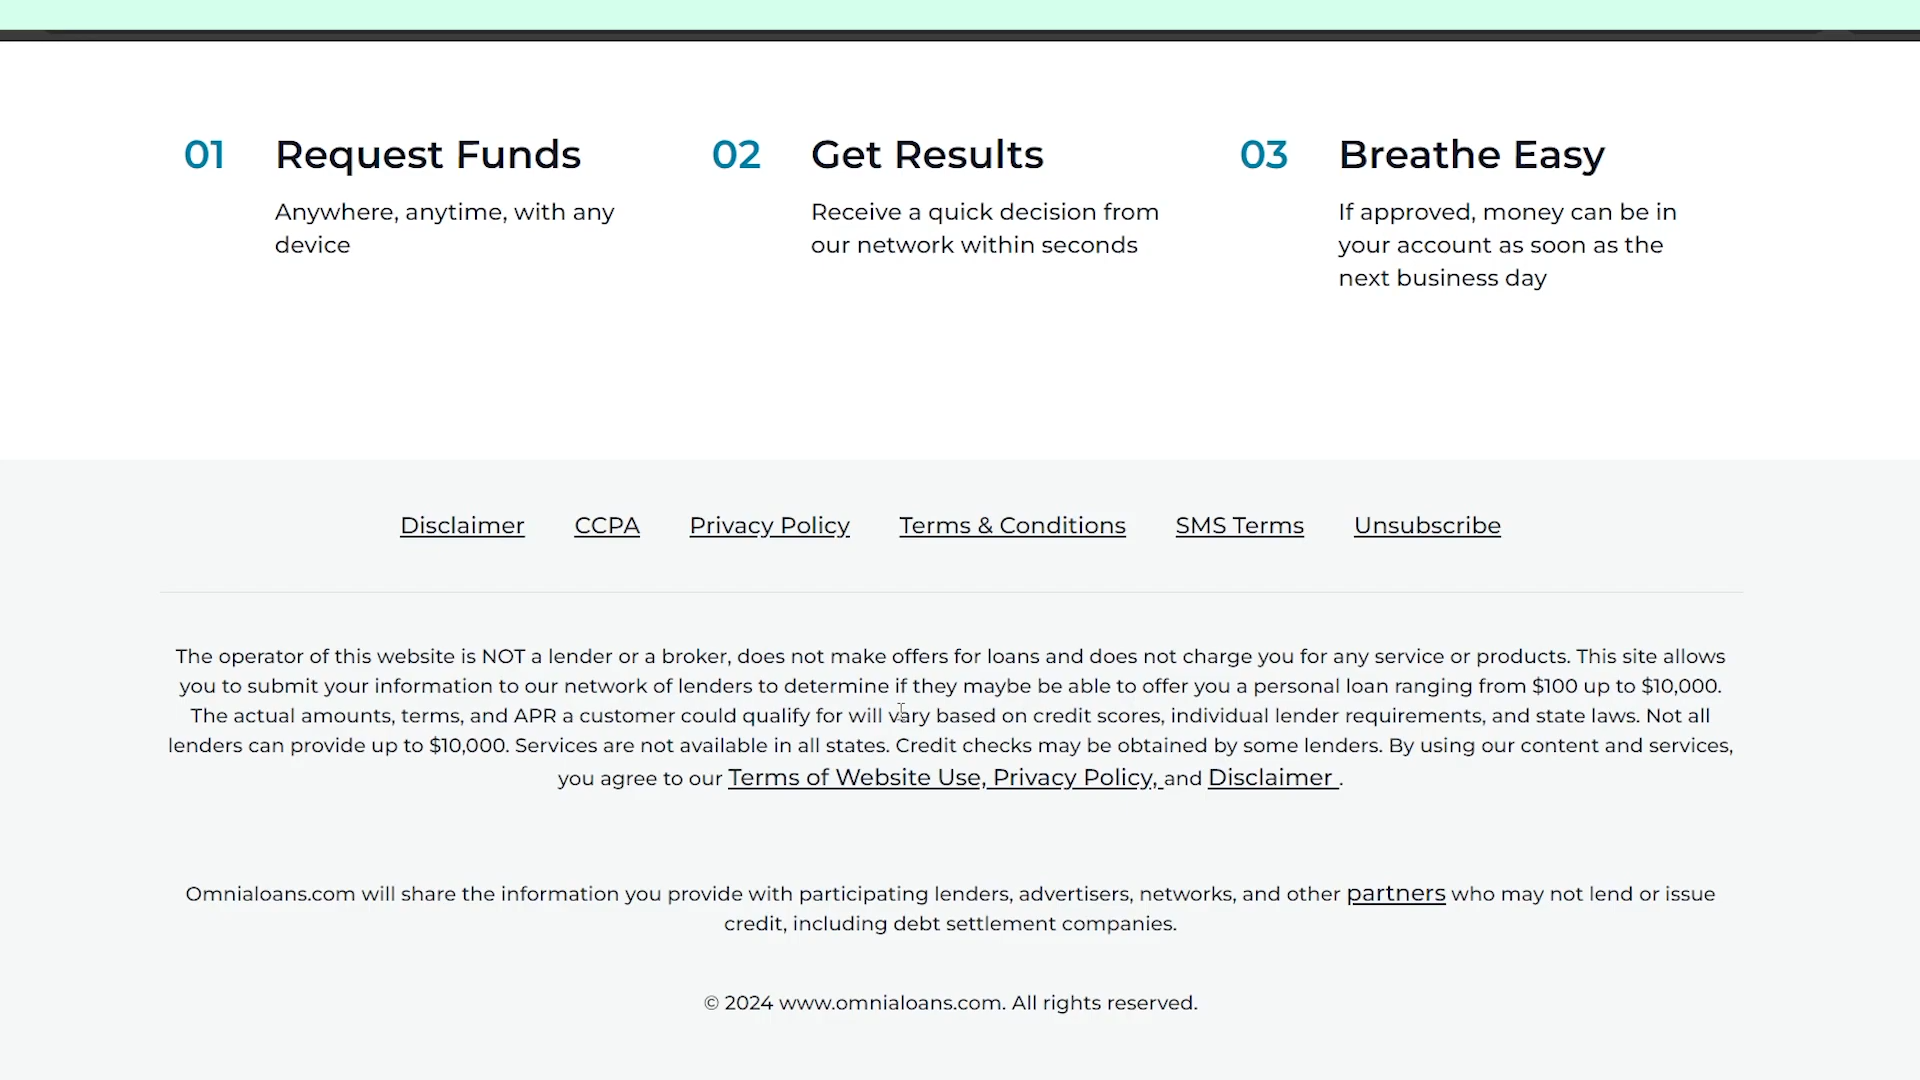 01 Request Funds
Anywhere, anytime, with any
device
02 Get Results
Receive a quick decision from
our network within seconds
03 Breathe Easy
If approved, money can be in
your account as soon as the
next business day
Disclaimer CCPA Privacy Policy Terms & Conditions SMS Terms Unsubscribe
The operator of this website is NOT a lender or a broker, does not make offers for loans and does not charge you for any service or products. This site allows
you to submit your information to our network of lenders to determine if they maybe be able to offer you a personal loan ranging from $100 up to $10,000.
The actual amounts, terms, and APR a customer could qualify for will vary based on credit scores, individual lender requirements, and state laws. Not all
lenders can provide up to $10,000. Services are not available in all states. Credit checks may be obtained by some lenders. By using our content and services,
you agree to our Terms of Website Use, Privacy Policy, and Disclaimer .
Omnialoans.com will share the information you provide with participating lenders, advertisers, networks, and other partners who may not lend or issue
credit, including debt settlement companies.
© 2024 www.omnialoans.com. All rights reserved.